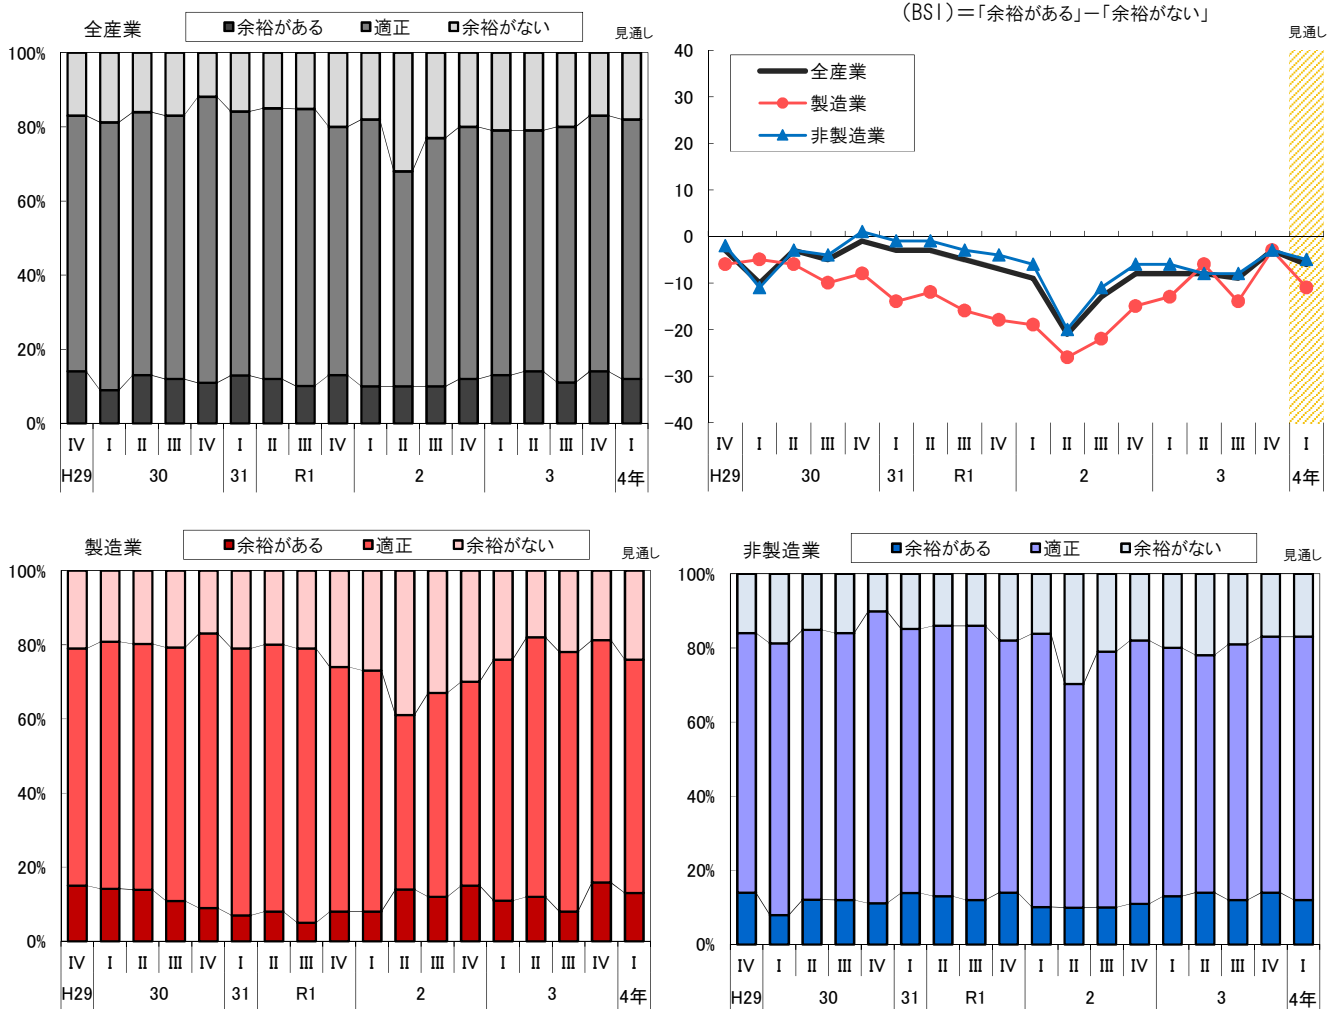 全産業
余裕がある 適正 余裕がない
見通し
100%
80%
60%
40%
20%
0%
Ⅳ Ⅰ Ⅱ Ⅲ Ⅳ Ⅰ Ⅱ Ⅲ Ⅳ Ⅰ Ⅱ Ⅲ Ⅳ Ⅰ Ⅱ Ⅲ Ⅳ Ⅰ
H29 30 31 R1 2 3 4年
(BSI)=「余裕がある」-「余裕がない」
見通し
全産業
製造業
非製造業
40
30
20
10
0
-10
-20
-30
-40
Ⅳ Ⅰ Ⅱ Ⅲ Ⅳ Ⅰ Ⅱ Ⅲ Ⅳ Ⅰ Ⅱ Ⅲ Ⅳ Ⅰ Ⅱ Ⅲ Ⅳ Ⅰ
H29 30 31 R1 2 3 4年
製造業
余裕がある 適正 余裕がない
見通し
100%
80%
60%
40%
20%
0%
Ⅳ Ⅰ Ⅱ Ⅲ Ⅳ Ⅰ Ⅱ Ⅲ Ⅳ Ⅰ Ⅱ Ⅲ Ⅳ Ⅰ Ⅱ Ⅲ Ⅳ Ⅰ
H29 30 31 R1 2 3 4年
非製造業
余裕がある 適正 余裕がない
見通し
100%
80%
60%
40%
20%
0%
Ⅳ Ⅰ Ⅱ Ⅲ Ⅳ Ⅰ Ⅱ Ⅲ Ⅳ Ⅰ Ⅱ Ⅲ Ⅳ Ⅰ Ⅱ Ⅲ Ⅳ Ⅰ
H29 30 31 R1 2 3 4年